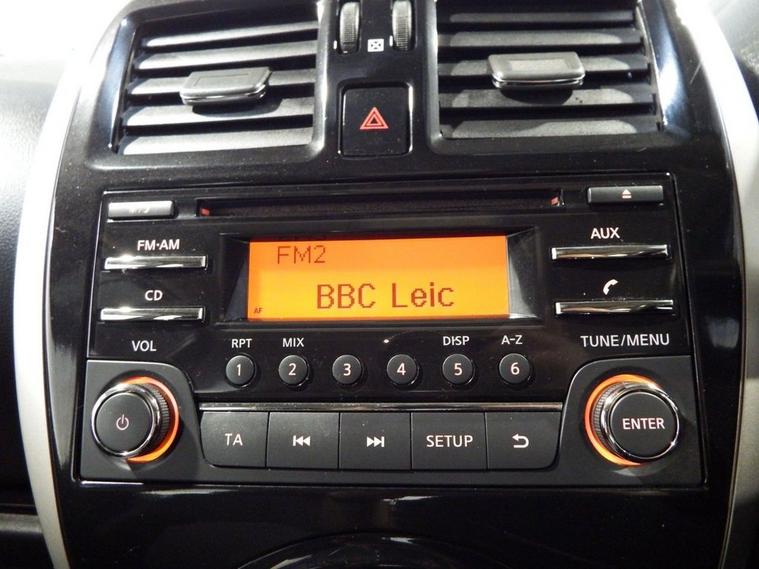 FM·AM
AUX
FM2
CD
BBC Leic
AF
VOL
RPT MIX DISP A-Z
TUNE/MENU
1 2 3 4 5 6
TA SETUP ENTER